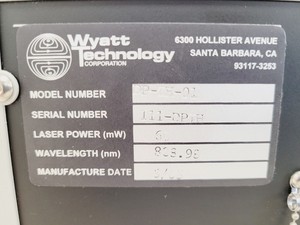 Wyatt
Technology
CORPORATION
6300 HOLLISTER AVENUE
SANTA BARBARA, CA
93117-3253
MODEL NUMBER
SERIAL NUMBER
LASER POWER (mW)
WAVELENGTH (nm)
MANUFACTURE DATE